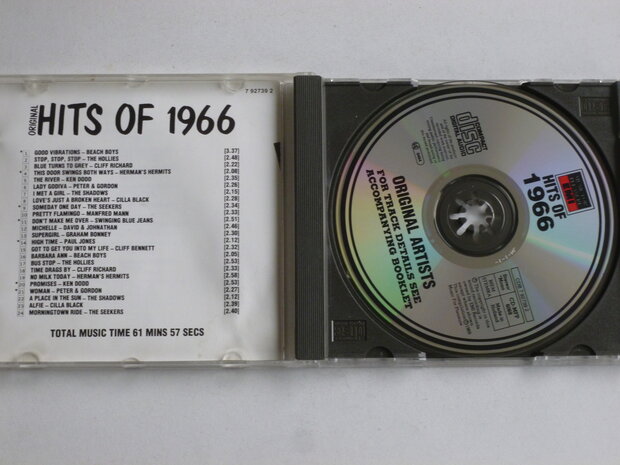 7 92739 2
ORIGINAL
HITS OF 1966
1 GOOD VIBRATIONS – BEACH BOYS [3.37]
2 STOP, STOP, STOP – THE HOLLIES [2.48]
3 BLUE TURNS TO GREY – CLIFF RICHARD [2.22]
4 THIS DOOR SWINGS BOTH WAYS – HERMAN'S HERMITS [2.08]
5 THE RIVER – KEN DODD [2.35]
6 LADY GODIVA – PETER & GORDON [2.26]
7 I MET A GIRL – THE SHADOWS [2.15]
8 LOVE'S JUST A BROKEN HEART – CILLA BLACK
9 SOMEDAY ONE DAY – THE SEEKERS
10 PRETTY FLAMINGO – MANFRED MANN
11 DON'T MAKE ME OVER – SWINGING BLUE JEANS [2.51]
12 MICHELLE – DAVID & JOHNATHAN [2.46]
13 SUPERGIRL – GRAHAM BONNEY [2.30]
14 HIGH TIME – PAUL JONES [2.12]
15 GOT TO GET YOU INTO MY LIFE – CLIFF BENNETT [2.32]
16 BARBARA ANN – BEACH BOYS [2.05]
17 BUS STOP – THE HOLLIES [2.53]
18 TIME DRAGS BY – CLIFF RICHARD [2.33]
19 NO MILK TODAY – HERMAN'S HERMITS [2.53]
20 PROMISES – KEN DODD [2.58]
21 WOMAN – PETER & GORDON [2.27]
22 A PLACE IN THE SUN – THE SHADOWS [2.12]
23 ALFIE – CILLA BLACK [2.39]
24 MORNINGTOWN RIDE – THE SEEKERS [2.40]
TOTAL MUSIC TIME 61 MINS 57 SECS
HITS OF
1966
COMPACT
disc
DIGITAL AUDIO
ORIGINAL ARTISTS
FOR TRACK DETAILS SEE
ACCOMPANYING BOOKLET